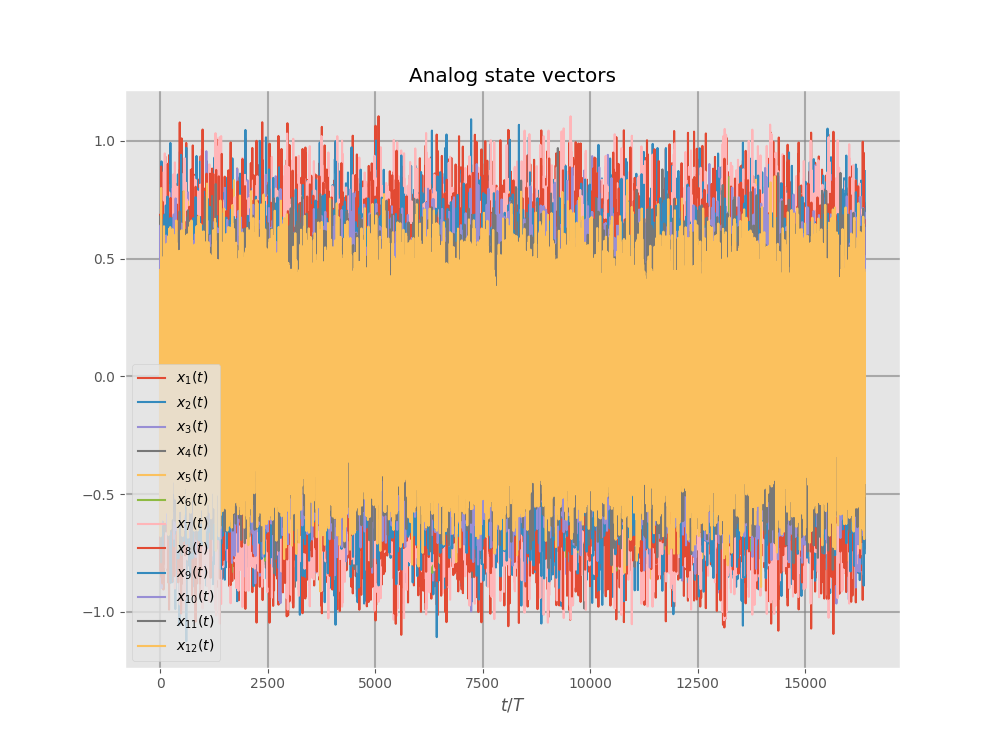 Analog state vectors
1.0
0.5
0.0
−0.5
−1.0
x₁(t)
x₂(t)
x₃(t)
x₄(t)
x₅(t)
x₆(t)
x₇(t)
x₈(t)
x₉(t)
x₁₀(t)
x₁₁(t)
x₁₂(t)
0 2500 5000 7500 10000 12500 15000
t/T